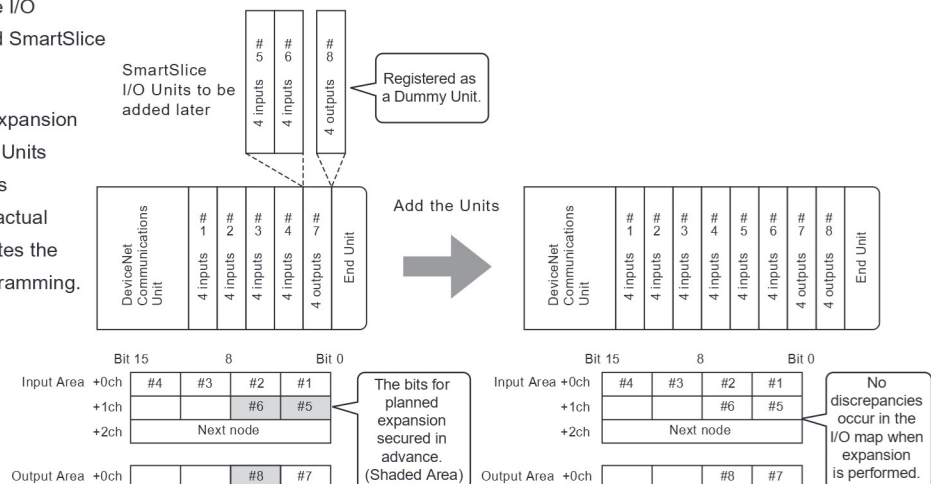 I/O
SmartSlice
xpansion
Units
s
actual
tes the
ramming.
SmartSlice
I/O Units to be
added later
#5 4 inputs
#6 4 inputs
#8 4 outputs
Registered as
a Dummy Unit.
DeviceNet
Communications
Unit
#1 4 inputs
#2 4 inputs
#3 4 inputs
#4 4 inputs
#7 4 outputs
End Unit
Add the Units
DeviceNet
Communications
Unit
#1 4 inputs
#2 4 inputs
#3 4 inputs
#4 4 inputs
#5 4 inputs
#6 4 inputs
#7 4 outputs
#8 4 outputs
End Unit
Bit 15 8 Bit 0
Input Area +0ch #4 #3 #2 #1
+1ch #6 #5
+2ch Next node
Output Area +0ch #8 #7
The bits for
planned
expansion
secured in
advance.
(Shaded Area)
Bit 15 8 Bit 0
Input Area +0ch #4 #3 #2 #1
+1ch #6 #5
+2ch Next node
Output Area +0ch #8 #7
No
discrepancies
occur in the
I/O map when
expansion
is performed.